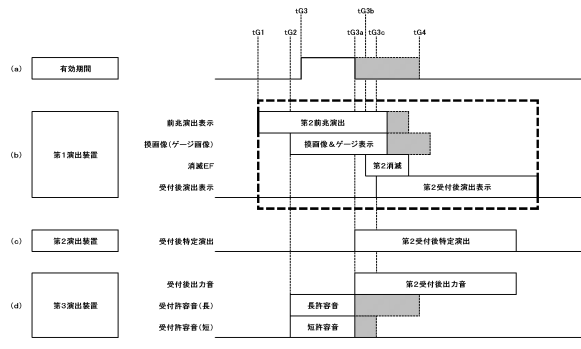 tG3 tG3b
tG1 tG2 tG3a tG3c tG4
(a) 有効期間
(b) 第1演出装置
前兆演出表示 第2前兆演出
摸画像(ゲージ画像) 摸画像&ゲージ表示
消滅EF 第2消滅
受付後演出表示 第2受付後演出表示
(c) 第2演出装置 受付後特定演出 第2受付後特定演出
(d) 第3演出装置
受付後出力音 第2受付後出力音
受付許容音(長) 長許容音
受付許容音(短) 短許容音